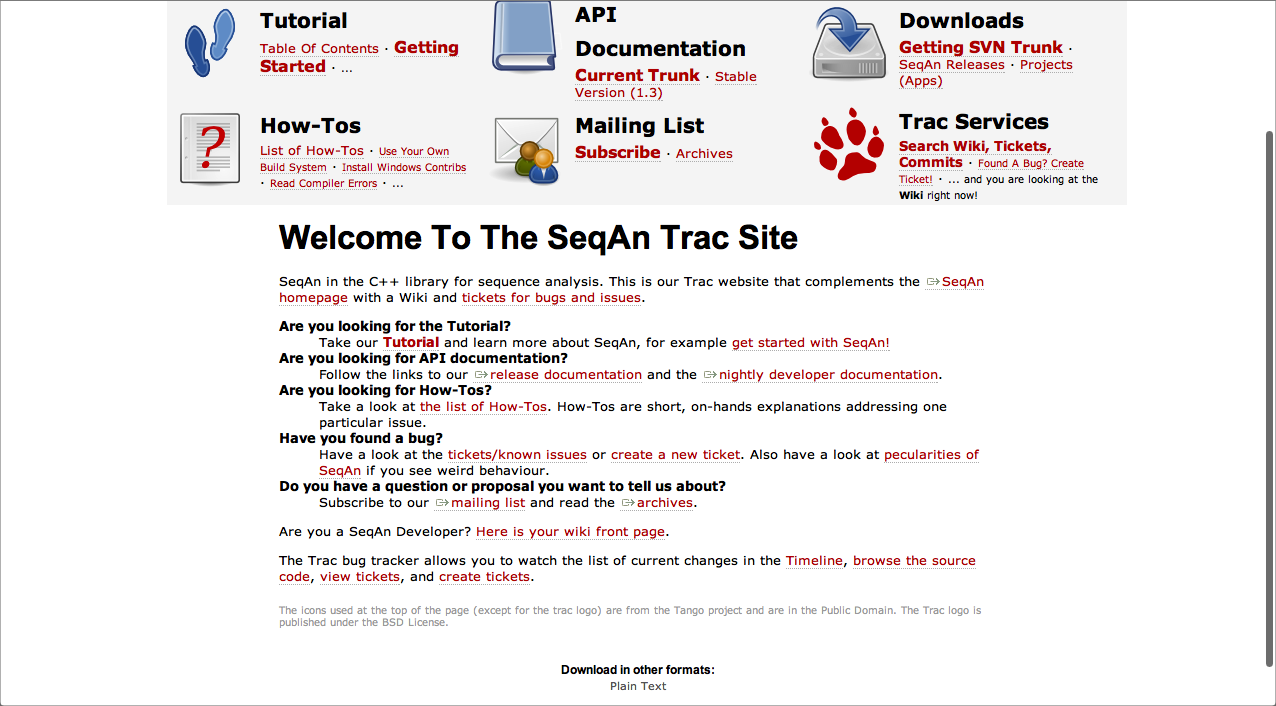 Tutorial
Table Of Contents · Getting
Started · ...
API
Documentation
Current Trunk · Stable
Version (1.3)
Downloads
Getting SVN Trunk ·
SeqAn Releases · Projects
(Apps)
?
How-Tos
List of How-Tos · Use Your Own
Build System · Install Windows Contribs
· Read Compiler Errors · ...
Mailing List
Subscribe · Archives
Trac Services
Search Wiki, Tickets,
Commits · Found A Bug? Create
Ticket! · ... and you are looking at the
Wiki right now!
Welcome To The SeqAn Trac Site
SeqAn in the C++ library for sequence analysis. This is our Trac website that complements the SeqAn
homepage with a Wiki and tickets for bugs and issues.
Are you looking for the Tutorial?
Take our Tutorial and learn more about SeqAn, for example get started with SeqAn!
Are you looking for API documentation?
Follow the links to our release documentation and the nightly developer documentation.
Are you looking for How-Tos?
Take a look at the list of How-Tos. How-Tos are short, on-hands explanations addressing one
particular issue.
Have you found a bug?
Have a look at the tickets/known issues or create a new ticket. Also have a look at pecularities of
SeqAn if you see weird behaviour.
Do you have a question or proposal you want to tell us about?
Subscribe to our mailing list and read the archives.
Are you a SeqAn Developer? Here is your wiki front page.
The Trac bug tracker allows you to watch the list of current changes in the Timeline, browse the source
code, view tickets, and create tickets.
The icons used at the top of the page (except for the trac logo) are from the Tango project and are in the Public Domain. The Trac logo is
published under the BSD License.
Download in other formats:
Plain Text